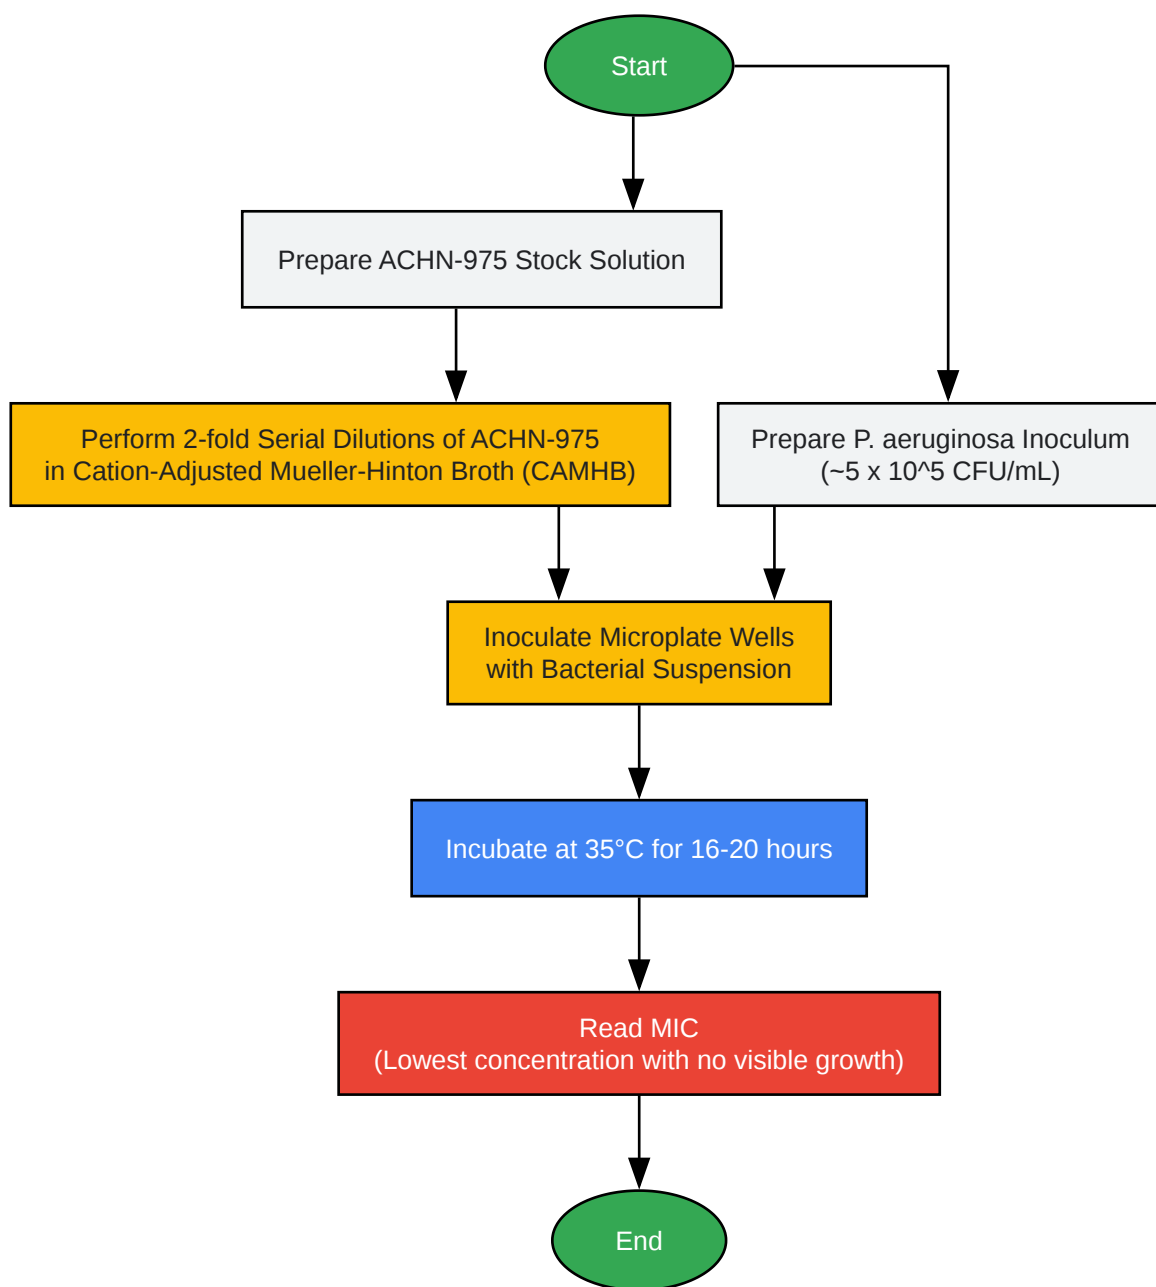 Start
Prepare ACHN-975 Stock Solution
Perform 2-fold Serial Dilutions of ACHN-975
in Cation-Adjusted Mueller-Hinton Broth (CAMHB)
Prepare P. aeruginosa Inoculum
(~5 x 10^5 CFU/mL)
Inoculate Microplate Wells
with Bacterial Suspension
Incubate at 35°C for 16-20 hours
Read MIC
(Lowest concentration with no visible growth)
End